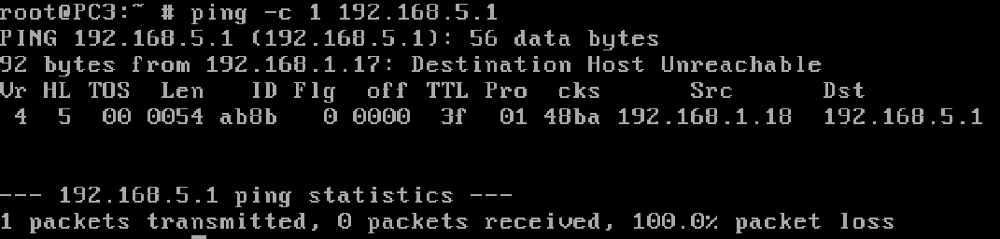 root@PC3:~ # ping -c 1 192.168.5.1
PING 192.168.5.1 (192.168.5.1): 56 data bytes
92 bytes from 192.168.1.17: Destination Host Unreachable
Vr HL TOS  Len   ID Flg  off TTL Pro  cks      Src      Dst
 4  5  00 0054 ab8b   0 0000  3f  01 48ba 192.168.1.18  192.168.5.1
--- 192.168.5.1 ping statistics ---
1 packets transmitted, 0 packets received, 100.0% packet loss